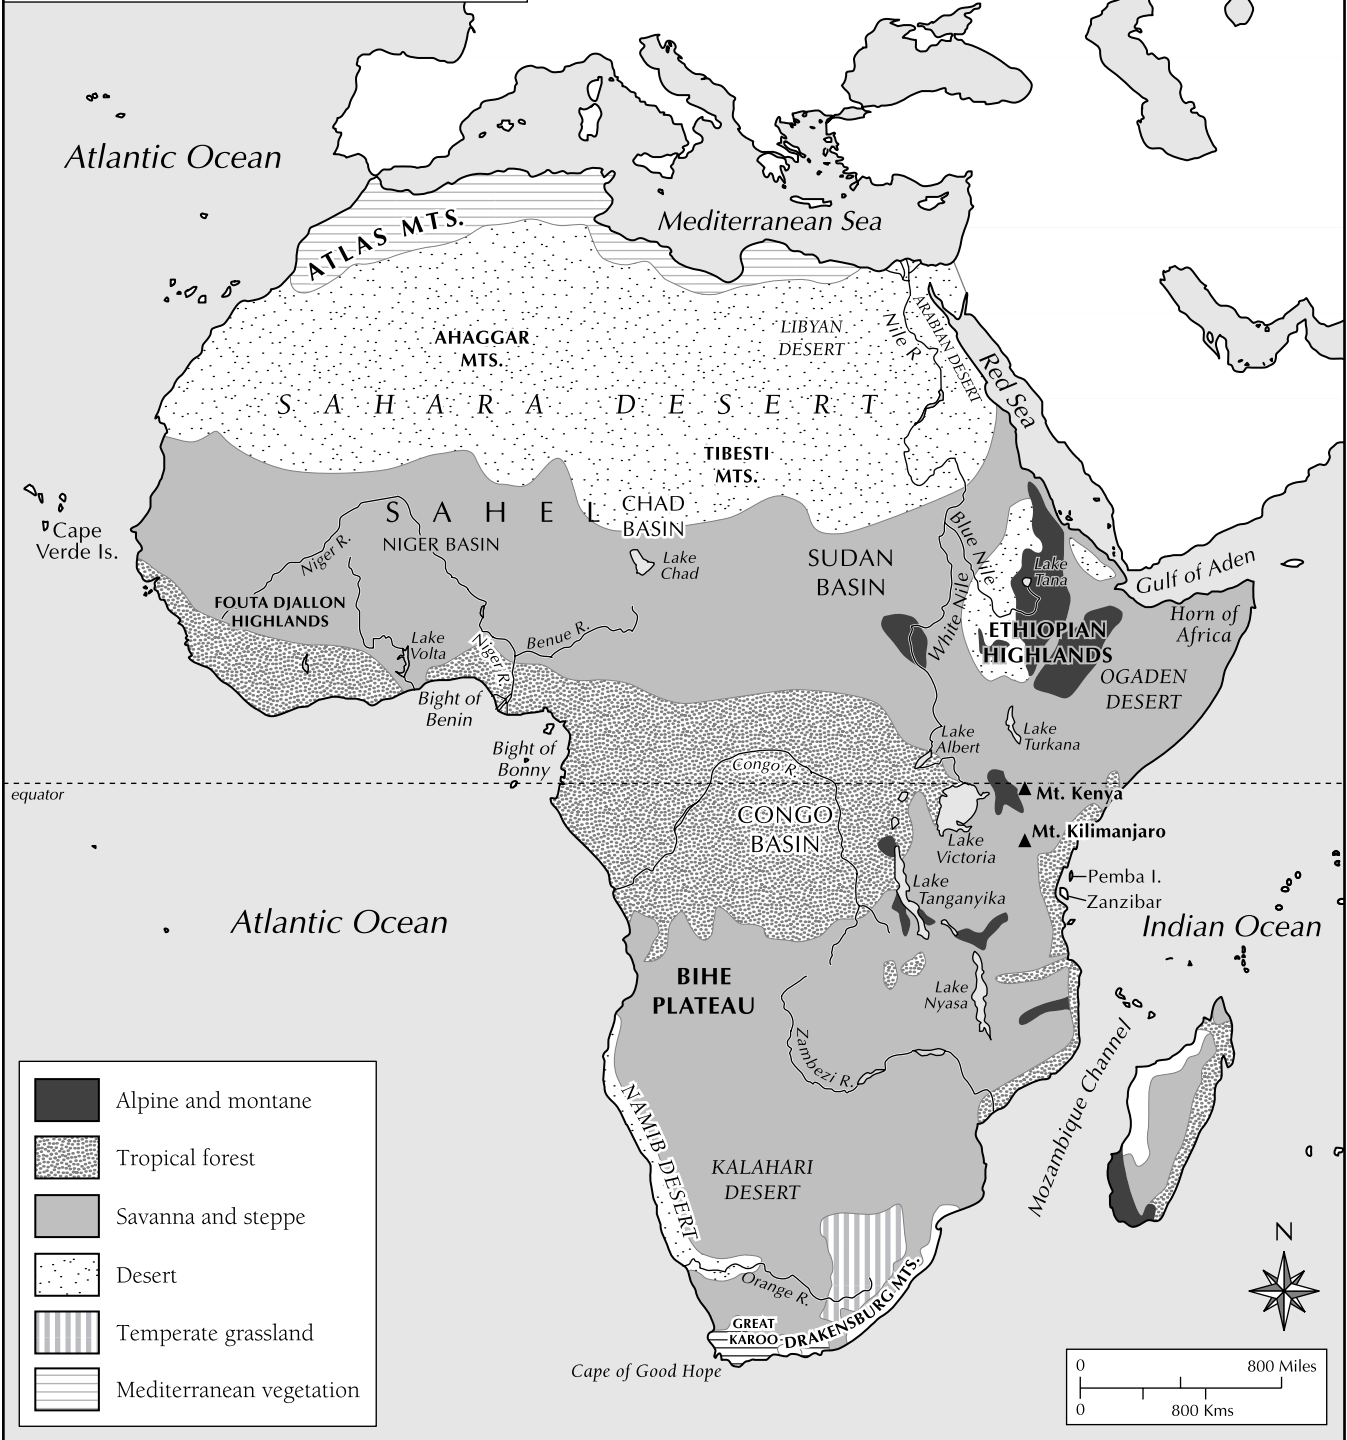 Atlantic Ocean
Mediterranean Sea
ATLAS MTS.
AHAGGAR
MTS.
LIBYAN
DESERT
Nile R.
ARABIAN DESERT
Red Sea
SAHARA DESERT
TIBESTI
MTS.
Cape
Verde Is.
SAHEL
CHAD
BASIN
NIGER BASIN
Niger R.
Lake
Chad
SUDAN
BASIN
Blue Nile
White Nile
Lake
Tana
Gulf of Aden
Horn of
Africa
FOUTA DJALLON
HIGHLANDS
Lake
Volta
Niger R.
Benue R.
ETHIOPIAN
HIGHLANDS
OGADEN
DESERT
Bight of
Benin
Bight of
Bonny
Lake
Albert
Lake
Turkana
equator
Congo R.
CONGO
BASIN
Mt. Kenya
Mt. Kilimanjaro
Lake
Victoria
Lake
Tanganyika
Pemba I.
Zanzibar
Atlantic Ocean
Indian Ocean
BIHE
PLATEAU
Lake
Nyasa
Zambezi R.
Mozambique Channel
NAMIB DESERT
KALAHARI
DESERT
Orange R.
GREAT
KAROO
DRAKENSBURG MTS.
Cape of Good Hope
Alpine and montane
Tropical forest
Savanna and steppe
Desert
Temperate grassland
Mediterranean vegetation
N
0 800 Miles
0 800 Kms